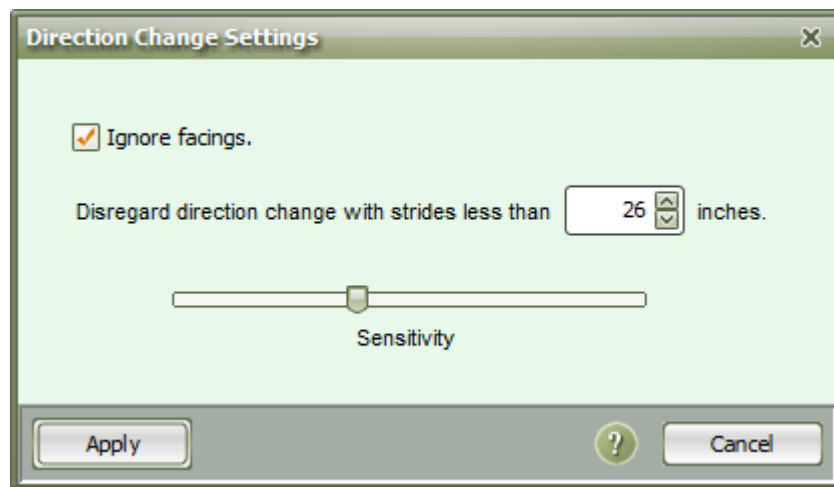 Direction Change Settings
Ignore facings.
Disregard direction change with strides less than 26 inches.
Sensitivity
Apply ? Cancel